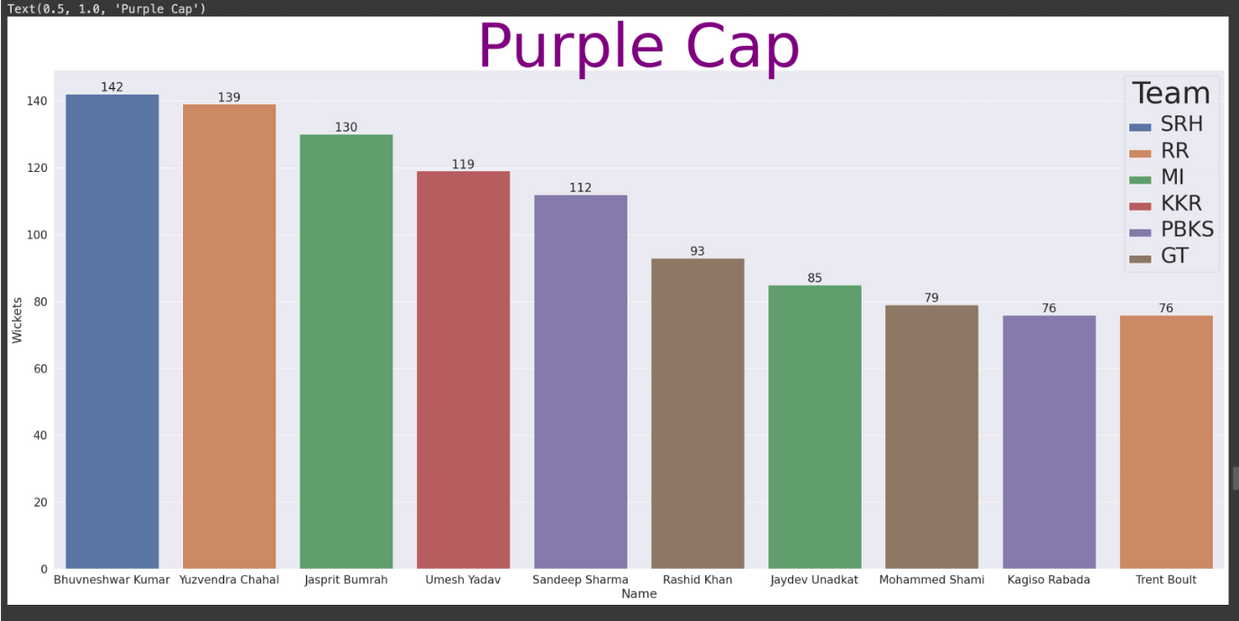 Text(0.5, 1.0, 'Purple Cap')
Purple Cap
142
139
130
119
112
93
85
79
76
76
Team
SRH
RR
MI
KKR
PBKS
GT
Wickets
140
120
100
80
60
40
20
0
Bhuvneshwar Kumar Yuzvendra Chahal Jasprit Bumrah Umesh Yadav Sandeep Sharma Rashid Khan Jaydev Unadkat Mohammed Shami Kagiso Rabada Trent Boult
Name